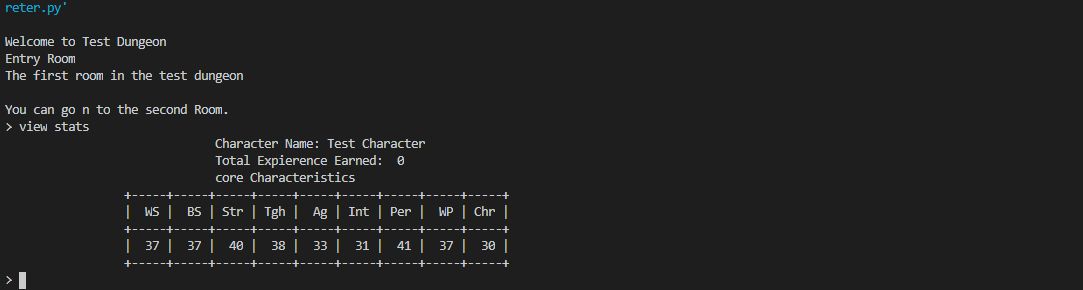 reter.py'
Welcome to Test Dungeon
Entry Room
The first room in the test dungeon
You can go n to the second Room.
> view stats
Character Name: Test Character
Total Expierence Earned:  0
core Characteristics
+-----+-----+-----+-----+-----+-----+-----+-----+-----+
|  WS |  BS | Str | Tgh |  Ag | Int | Per |  WP | Chr |
+-----+-----+-----+-----+-----+-----+-----+-----+-----+
|  37 |  37 |  40 |  38 |  33 |  31 |  41 |  37 |  30 |
+-----+-----+-----+-----+-----+-----+-----+-----+-----+
>